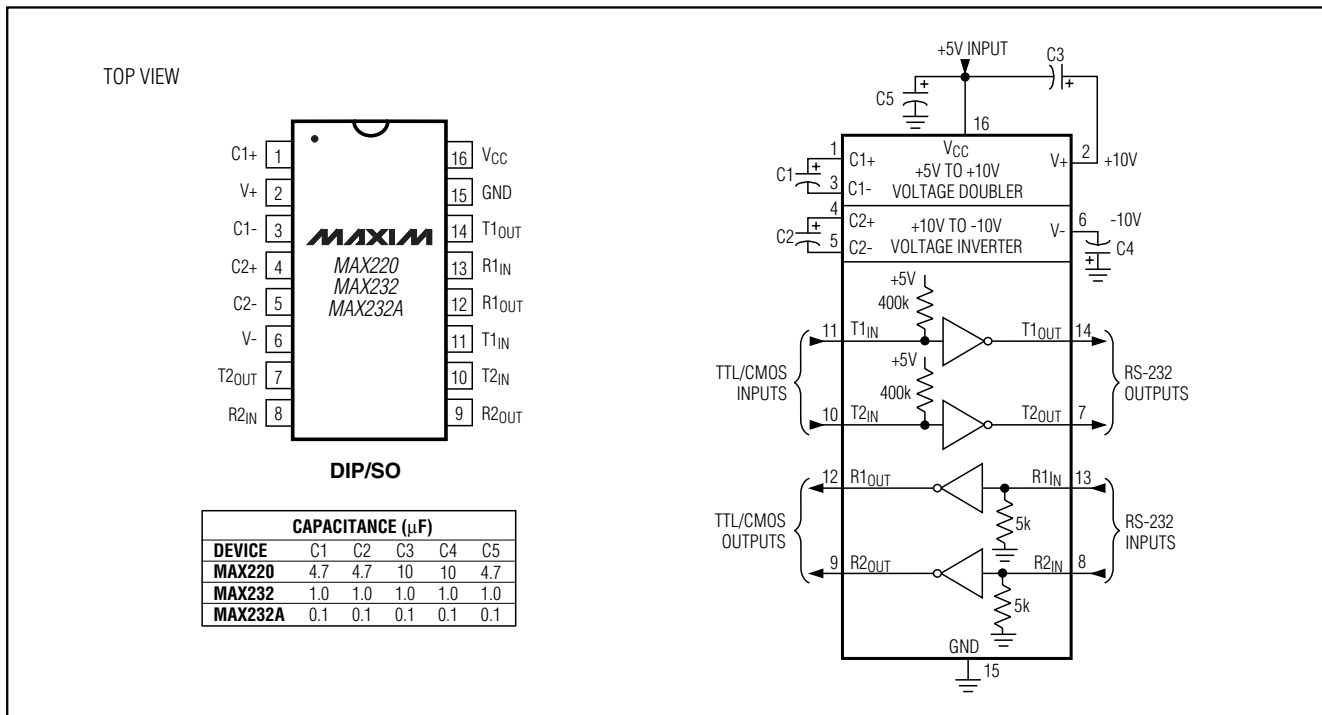 TOP VIEW
C1+ 1
V+ 2
C1- 3
C2+ 4
C2- 5
V- 6
T2OUT 7
R2IN 8
16 VCC
15 GND
14 T1OUT
13 R1IN
12 R1OUT
11 T1IN
10 T2IN
9 R2OUT
MAXIM
MAX220
MAX232
MAX232A
DIP/SO
CAPACITANCE (μF)
DEVICE C1 C2 C3 C4 C5
MAX220 4.7 4.7 10 10 4.7
MAX232 1.0 1.0 1.0 1.0 1.0
MAX232A 0.1 0.1 0.1 0.1 0.1
+5V INPUT
C3
+
+
C5
16
VCC
1
C1+
+
C1
3
C1-
+5V TO +10V
VOLTAGE DOUBLER
V+
2
+10V
4
C2+
+
C2
5
C2-
+10V TO -10V
VOLTAGE INVERTER
V-
6
-10V
C4
+
+5V
400k
11 T1IN
T1OUT 14
+5V
400k
TTL/CMOS
INPUTS
RS-232
OUTPUTS
10 T2IN
T2OUT 7
12 R1OUT
R1IN 13
5k
TTL/CMOS
OUTPUTS
RS-232
INPUTS
9 R2OUT
R2IN 8
5k
GND
15